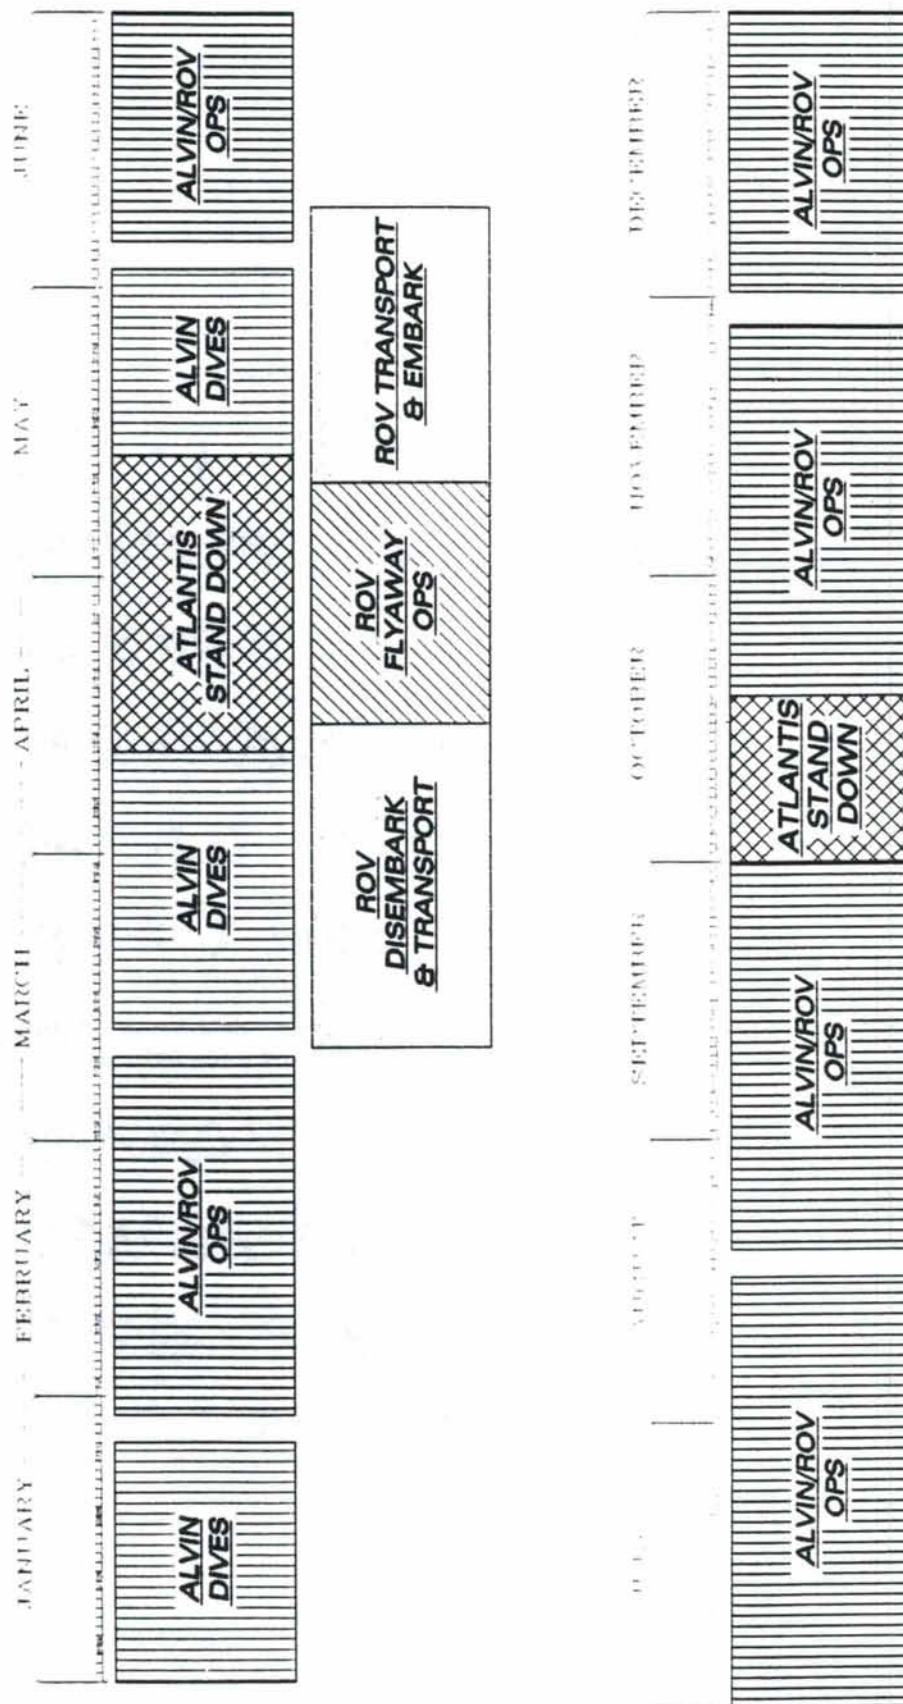 JANUARY
FEBRUARY
MARCH
APRIL
MAY
JUNE
ALVIN
DIVES
ALVIN/ROV
OPS
ALVIN
DIVES
ATLANTIS
STAND DOWN
ALVIN
DIVES
ALVIN/ROV
OPS
ROV
DISEMBARK
& TRANSPORT
ROV
FLYAWAY
OPS
ROV TRANSPORT
& EMBARK
SEPTEMBER
OCTOBER
NOVEMBER
DECEMBER
ALVIN/ROV
OPS
ALVIN/ROV
OPS
ATLANTIS
STAND
DOWN
ALVIN/ROV
OPS
ALVIN/ROV
OPS